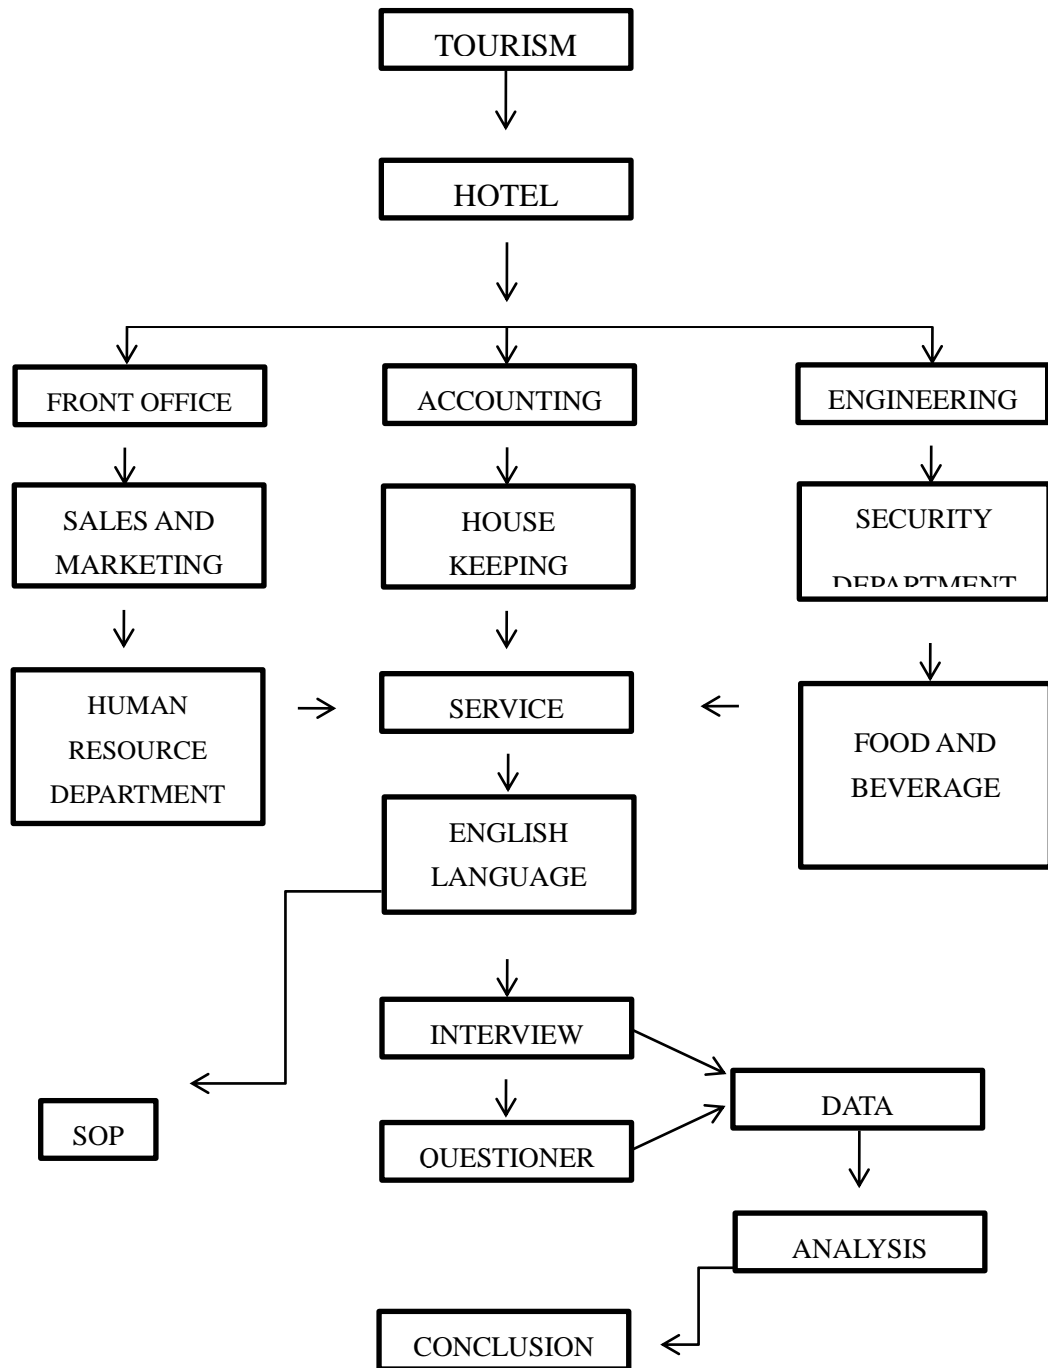 TOURISM
HOTEL
FRONT OFFICE
ACCOUNTING
ENGINEERING
SALES AND
MARKETING
HOUSE
KEEPING
SECURITY
DEPARTMENT
HUMAN
RESOURCE
DEPARTMENT
SERVICE
FOOD AND
BEVERAGE
ENGLISH
LANGUAGE
INTERVIEW
DATA
SOP
QUESTIONER
ANALYSIS
CONCLUSION